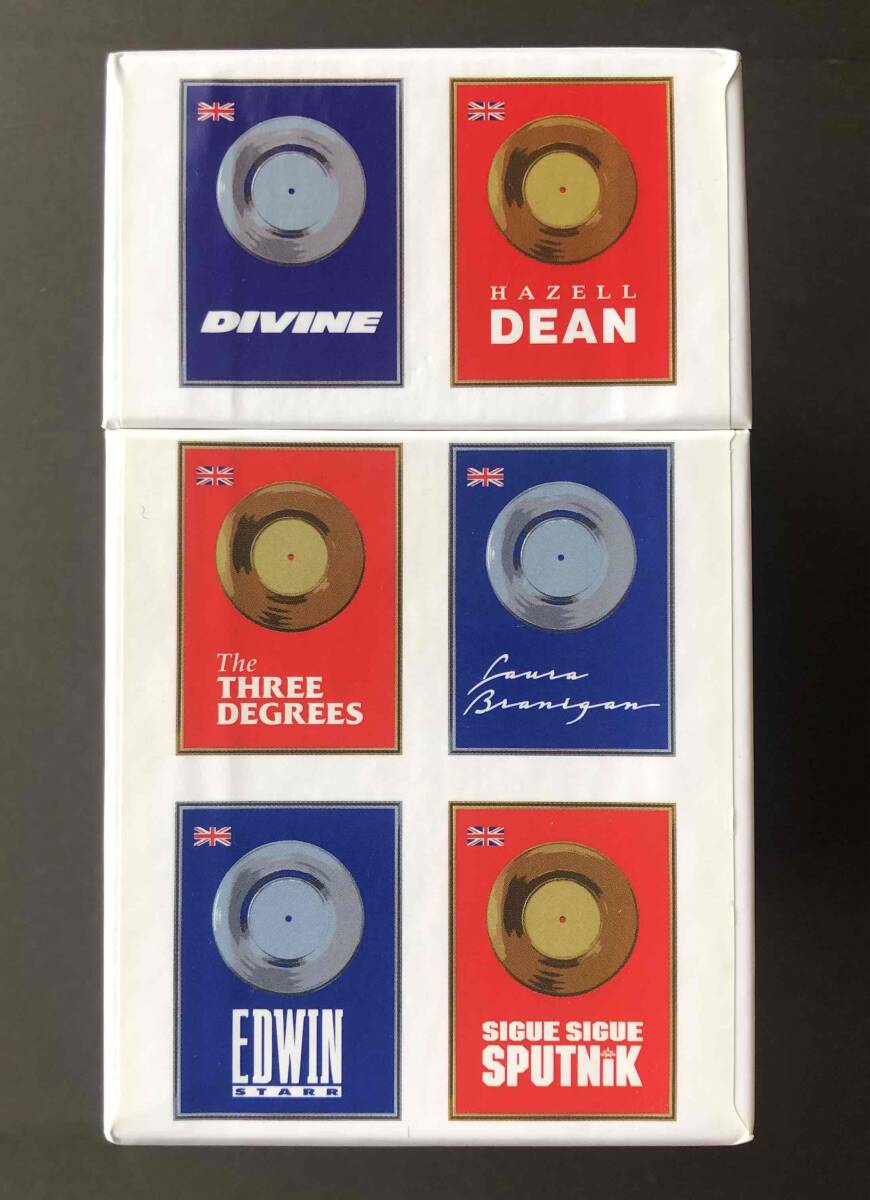 DIVINE
HAZELL
DEAN
The
THREE
DEGREES
Laura
Branigan
EDWIN
STARR
SIGUE SIGUE
SPUTNiK